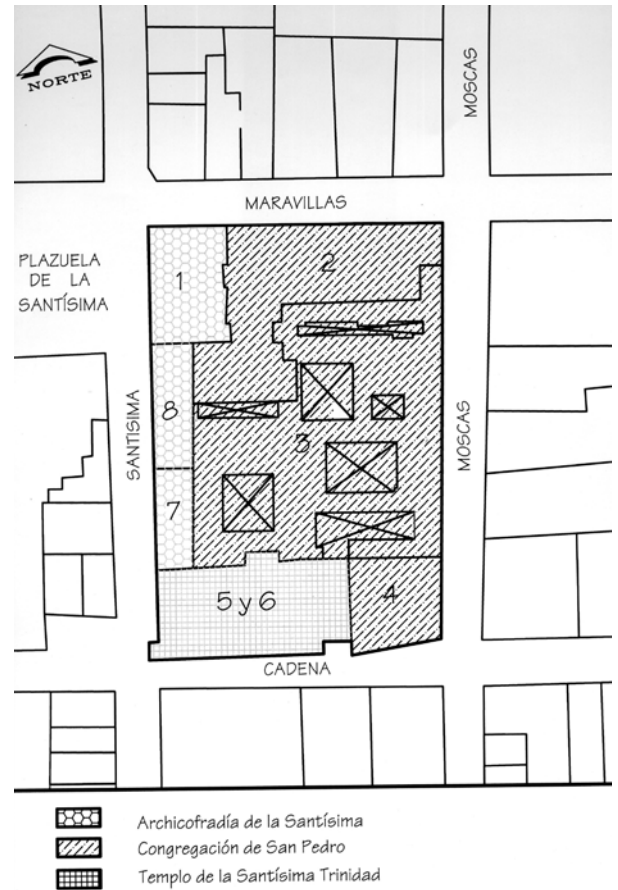 NORTE
MOSCAS
MARAVILLAS
PLAZUELA
DE LA
SANTÍSIMA
1
2
SANTISIMA
8
3
MOSCAS
7
5 y 6
4
CADENA
Archicofradía de la Santísima
Congregación de San Pedro
Templo de la Santísima Trinidad